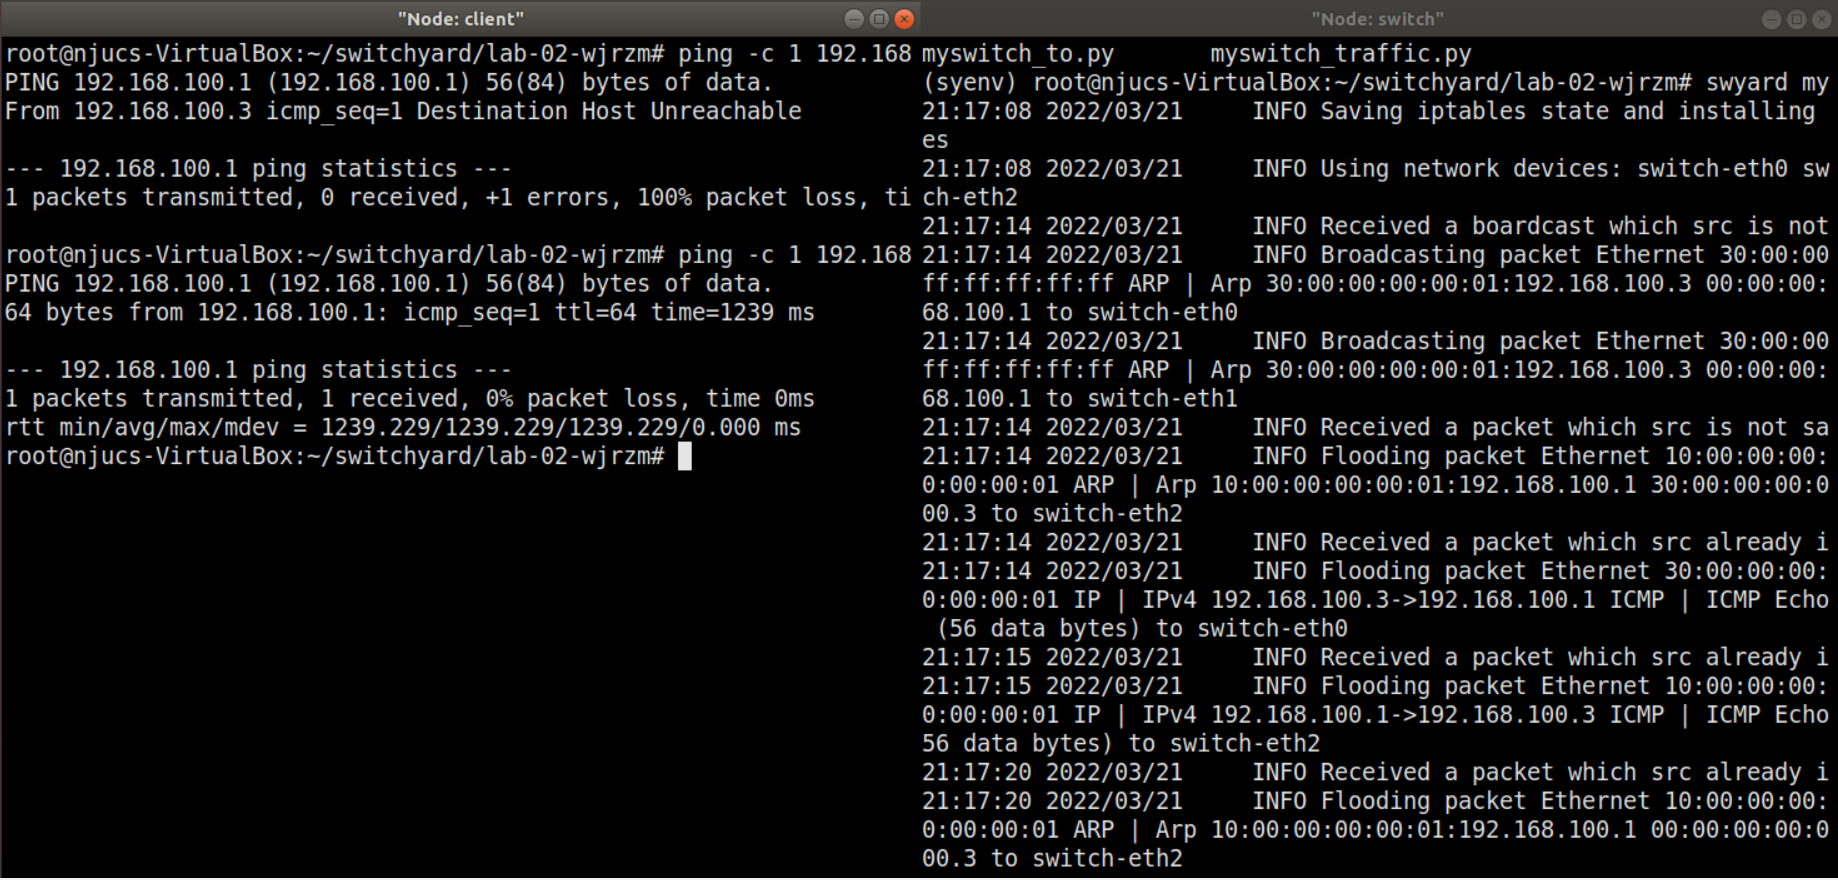 "Node: client"
root@njucs-VirtualBox:~/switchyard/lab-02-wjrzm# ping -c 1 192.168
PING 192.168.100.1 (192.168.100.1) 56(84) bytes of data.
From 192.168.100.3 icmp_seq=1 Destination Host Unreachable
--- 192.168.100.1 ping statistics ---
1 packets transmitted, 0 received, +1 errors, 100% packet loss, ti
root@njucs-VirtualBox:~/switchyard/lab-02-wjrzm# ping -c 1 192.168
PING 192.168.100.1 (192.168.100.1) 56(84) bytes of data.
64 bytes from 192.168.100.1: icmp_seq=1 ttl=64 time=1239 ms
--- 192.168.100.1 ping statistics ---
1 packets transmitted, 1 received, 0% packet loss, time 0ms
rtt min/avg/max/mdev = 1239.229/1239.229/1239.229/0.000 ms
root@njucs-VirtualBox:~/switchyard/lab-02-wjrzm#
"Node: switch"
myswitch_to.py       myswitch_traffic.py
(syenv) root@njucs-VirtualBox:~/switchyard/lab-02-wjrzm# swyard my
21:17:08 2022/03/21     INFO Saving iptables state and installing
es
21:17:08 2022/03/21     INFO Using network devices: switch-eth0 sw
ch-eth2
21:17:14 2022/03/21     INFO Received a boardcast which src is not
21:17:14 2022/03/21     INFO Broadcasting packet Ethernet 30:00:00
ff:ff:ff:ff:ff ARP | Arp 30:00:00:00:00:01:192.168.100.3 00:00:00:
68.100.1 to switch-eth0
21:17:14 2022/03/21     INFO Broadcasting packet Ethernet 30:00:00
ff:ff:ff:ff:ff ARP | Arp 30:00:00:00:00:01:192.168.100.3 00:00:00:
68.100.1 to switch-eth1
21:17:14 2022/03/21     INFO Received a packet which src is not sa
21:17:14 2022/03/21     INFO Flooding packet Ethernet 10:00:00:00:
0:00:00:01 ARP | Arp 10:00:00:00:00:01:192.168.100.1 30:00:00:00:0
00.3 to switch-eth2
21:17:14 2022/03/21     INFO Received a packet which src already i
21:17:14 2022/03/21     INFO Flooding packet Ethernet 30:00:00:00:
0:00:00:01 IP | IPv4 192.168.100.3->192.168.100.1 ICMP | ICMP Echo
(56 data bytes) to switch-eth0
21:17:15 2022/03/21     INFO Received a packet which src already i
21:17:15 2022/03/21     INFO Flooding packet Ethernet 10:00:00:00:
0:00:00:01 IP | IPv4 192.168.100.1->192.168.100.3 ICMP | ICMP Echo
56 data bytes) to switch-eth2
21:17:20 2022/03/21     INFO Received a packet which src already i
21:17:20 2022/03/21     INFO Flooding packet Ethernet 10:00:00:00:
0:00:00:01 ARP | Arp 10:00:00:00:00:01:192.168.100.1 00:00:00:00:0
00.3 to switch-eth2